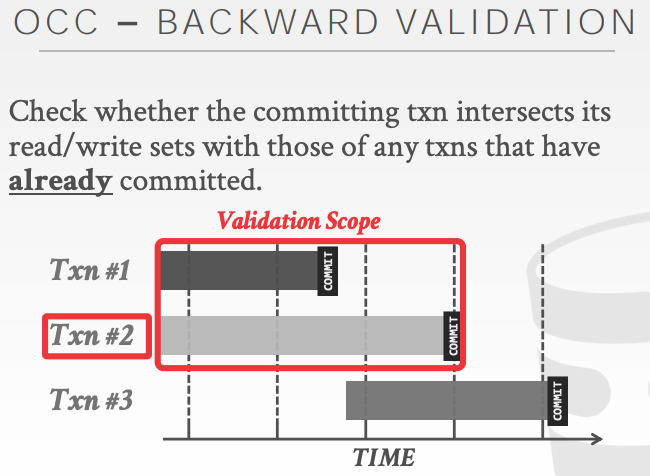 OCC – BACKWARD VALIDATION
Check whether the committing txn intersects its
read/write sets with those of any txns that have
already committed.
Validation Scope
Txn #1
COMMIT
Txn #2
COMMIT
Txn #3
COMMIT
TIME